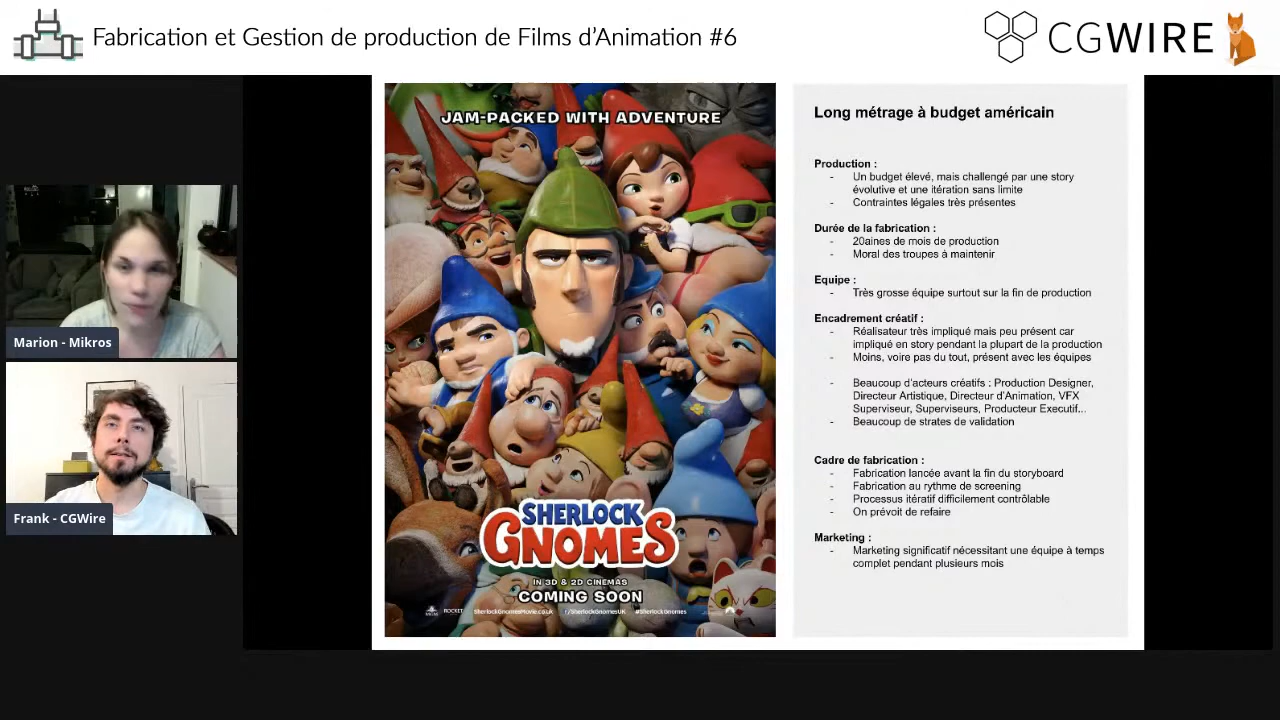 Fabrication et Gestion de production de Films d'Animation #6
CGWIRE
Marion - Mikros
Frank - CGWire
JAM-PACKED WITH ADVENTURE
SHERLOCK
GNOMES
IN 3D & 2D CINEMAS
COMING SOON
ROCKET
SherlockGnomesMovie.co.uk
/SherlockGnomesUK
#SherlockGnomes
Long métrage à budget américain
Production :
- Un budget élevé, mais challengé par une story
évolutive et une itération sans limite
- Contraintes légales très présentes
Durée de la fabrication :
- 20aines de mois de production
- Moral des troupes à maintenir
Equipe :
- Très grosse équipe surtout sur la fin de production
Encadrement créatif :
- Réalisateur très impliqué mais peu présent car
impliqué en story pendant la plupart de la production
- Moins, voire pas du tout, présent avec les équipes
- Beaucoup d'acteurs créatifs : Production Designer,
Directeur Artistique, Directeur d'Animation, VFX
Superviseur, Superviseurs, Producteur Executif...
- Beaucoup de strates de validation
Cadre de fabrication :
- Fabrication lancée avant la fin du storyboard
- Fabrication au rythme de screening
- Processus itératif difficilement contrôlable
- On prévoit de refaire
Marketing :
- Marketing significatif nécessitant une équipe à temps
complet pendant plusieurs mois